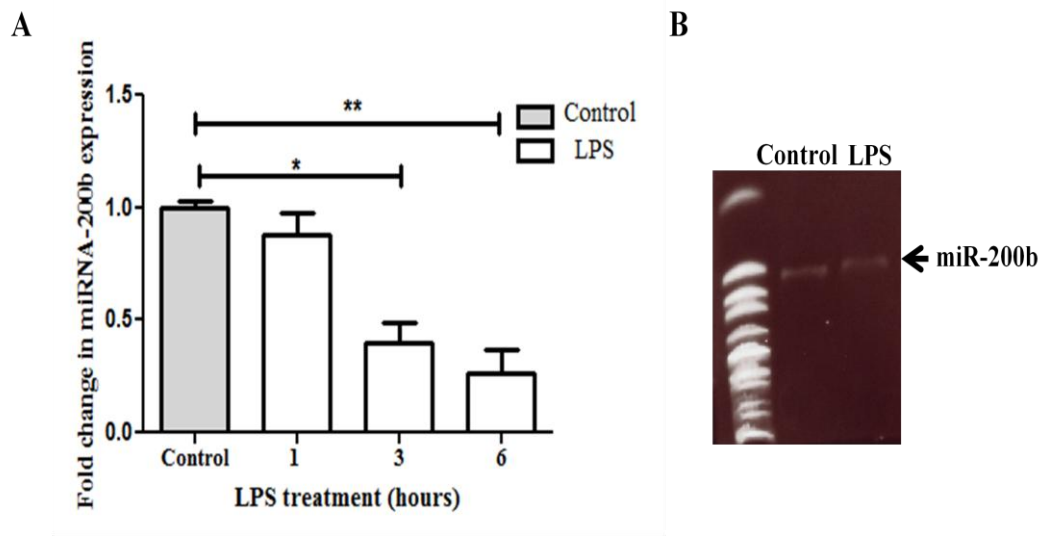 A
B
Fold change in miRNA-200b expression
1.5
1.0
0.5
0.0
**
*
Control
LPS
Control
1
3
6
LPS treatment (hours)
Control LPS
miR-200b